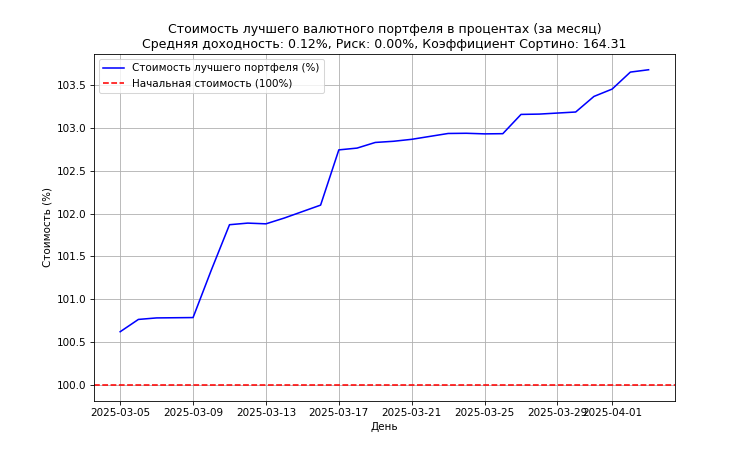 Стоимость лучшего валютного портфеля в процентах (за месяц)
Средняя доходность: 0.12%, Риск: 0.00%, Коэффициент Сортино: 164.31
Стоимость лучшего портфеля (%)
Начальная стоимость (100%)
Стоимость (%)
103.5
103.0
102.5
102.0
101.5
101.0
100.5
100.0
2025-03-05 2025-03-09 2025-03-13 2025-03-17 2025-03-21 2025-03-25 2025-03-29 2025-04-01
День